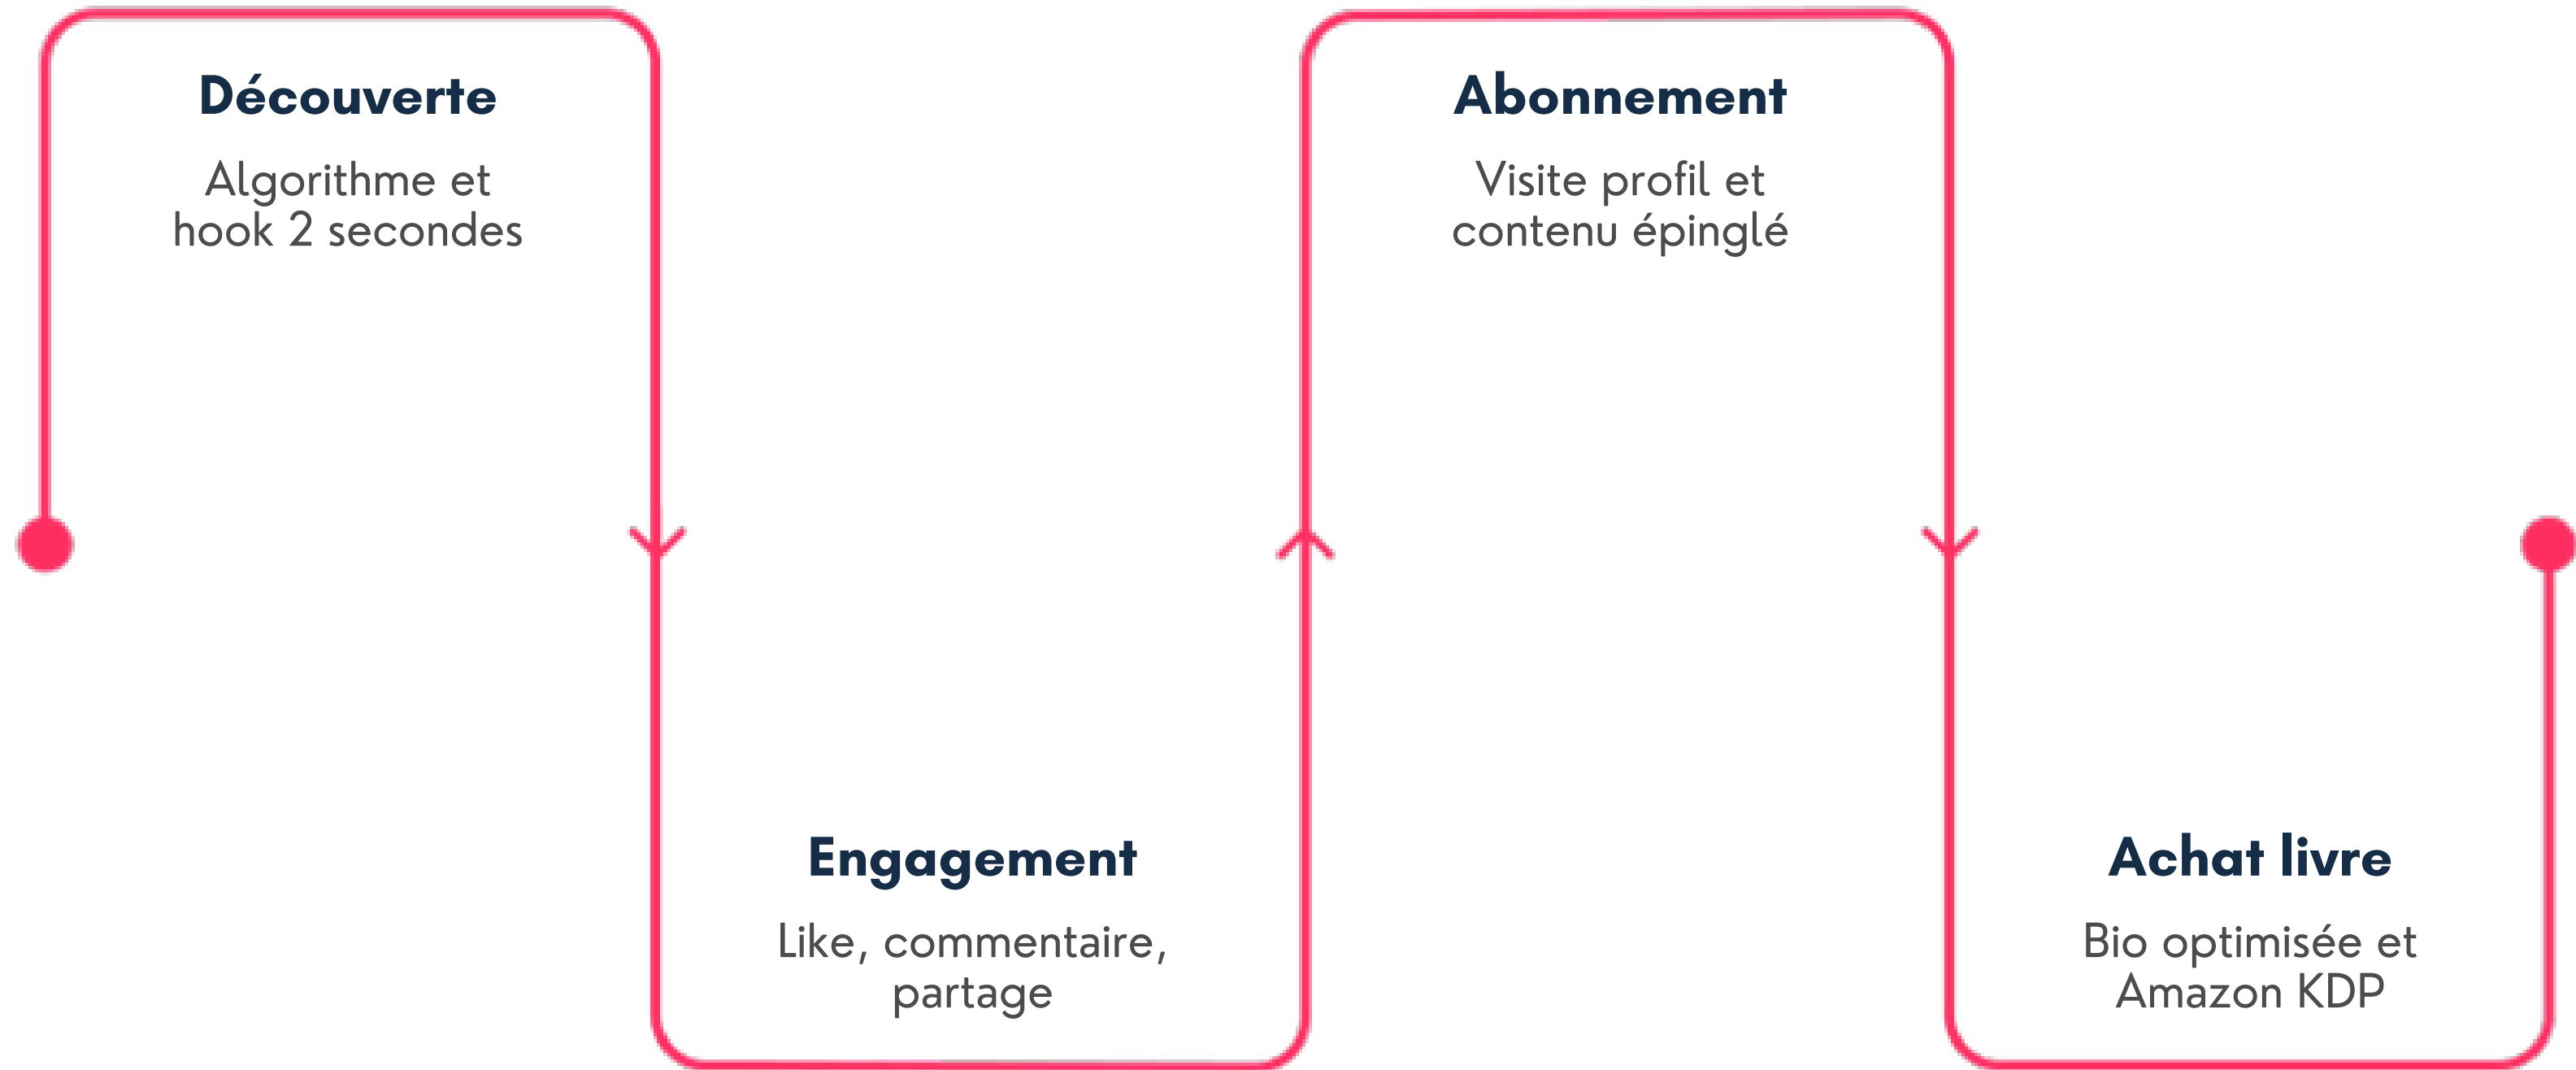 Découverte
Algorithme et
hook 2 secondes
Engagement
Like, commentaire,
partage
Abonnement
Visite profil et
contenu épinglé
Achat livre
Bio optimisée et
Amazon KDP